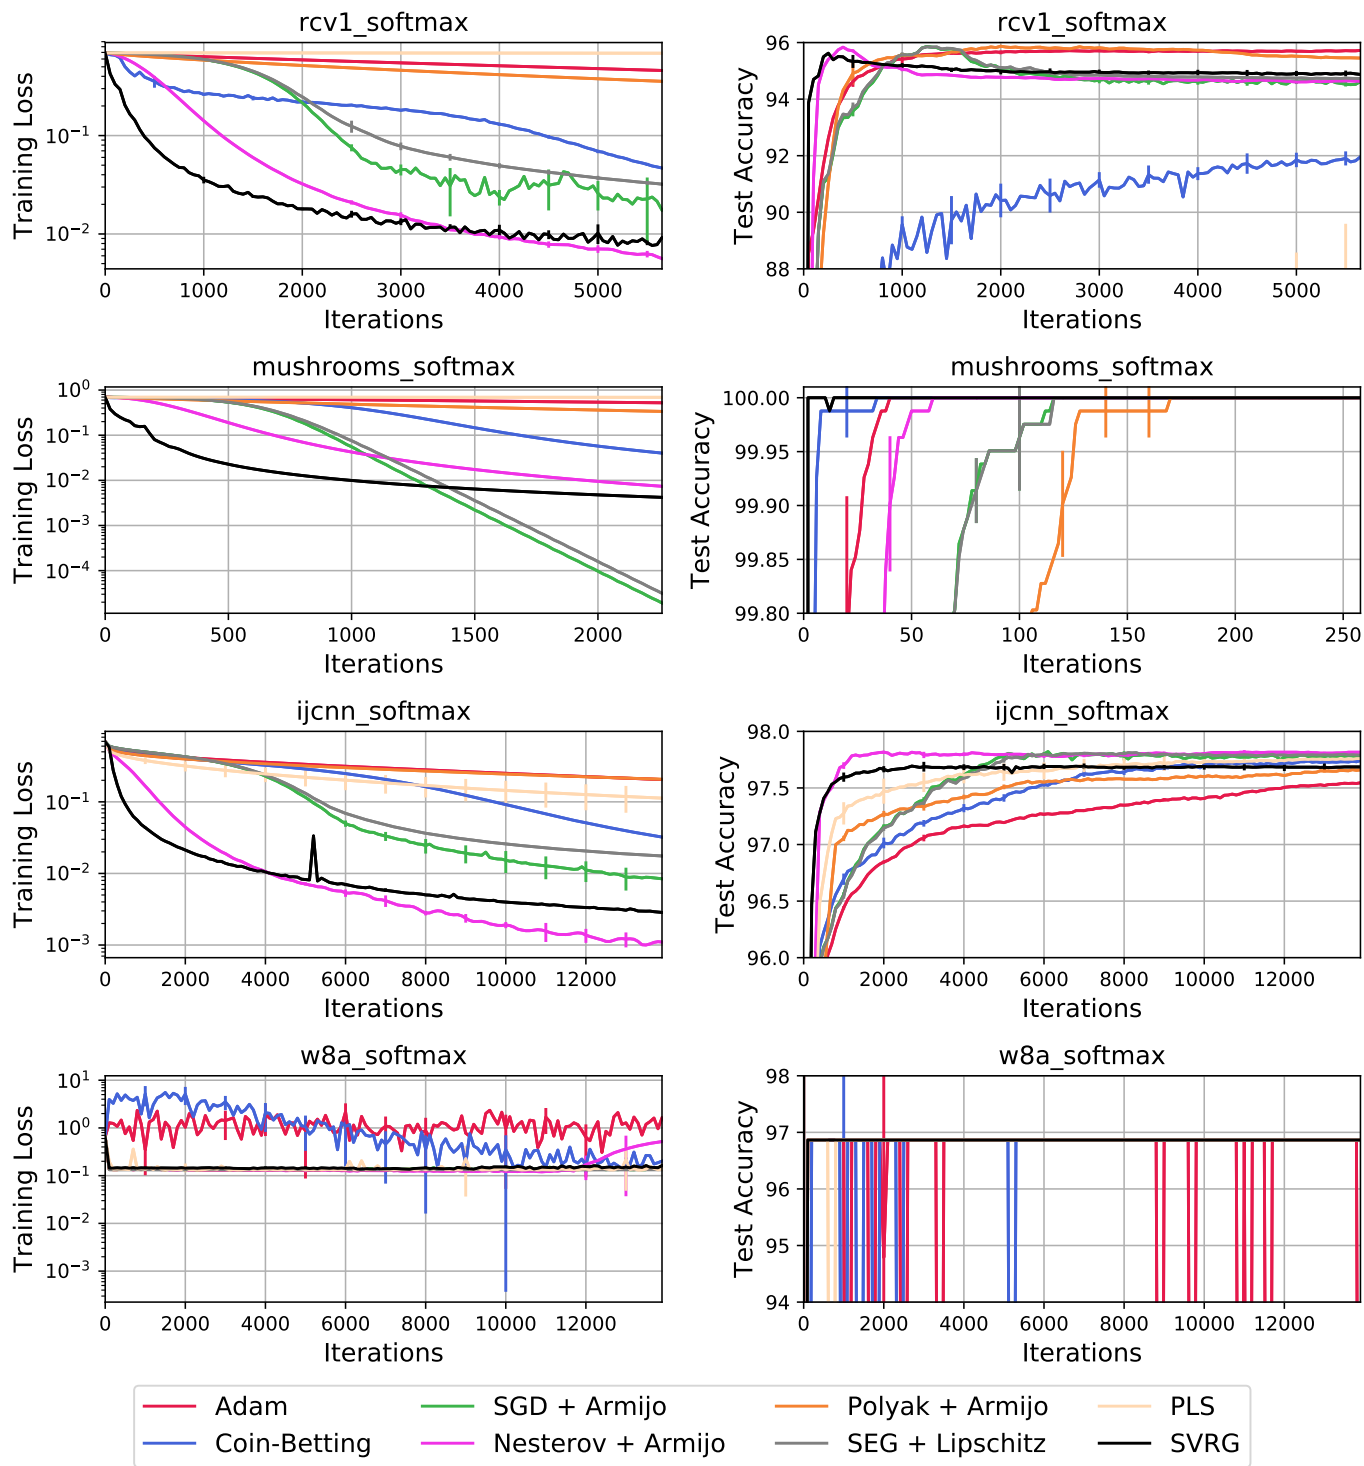 rcv1_softmax
rcv1_softmax
Training Loss
10⁻¹
10⁻²
0 1000 2000 3000 4000 5000
Iterations
Test Accuracy
96
94
92
90
88
0 1000 2000 3000 4000 5000
Iterations
mushrooms_softmax
mushrooms_softmax
Training Loss
10⁰
10⁻¹
10⁻²
10⁻³
10⁻⁴
0 500 1000 1500 2000
Iterations
Test Accuracy
100.00
99.95
99.90
99.85
99.80
0 50 100 150 200 250
Iterations
ijcnn_softmax
ijcnn_softmax
Training Loss
10⁻¹
10⁻²
10⁻³
0 2000 4000 6000 8000 10000 12000
Iterations
Test Accuracy
98.0
97.5
97.0
96.5
96.0
0 2000 4000 6000 8000 10000 12000
Iterations
w8a_softmax
w8a_softmax
Training Loss
10¹
10⁰
10⁻¹
10⁻²
10⁻³
0 2000 4000 6000 8000 10000 12000
Iterations
Test Accuracy
98
97
96
95
94
0 2000 4000 6000 8000 10000 12000
Iterations
Adam SGD + Armijo Polyak + Armijo PLS
Coin-Betting Nesterov + Armijo SEG + Lipschitz SVRG